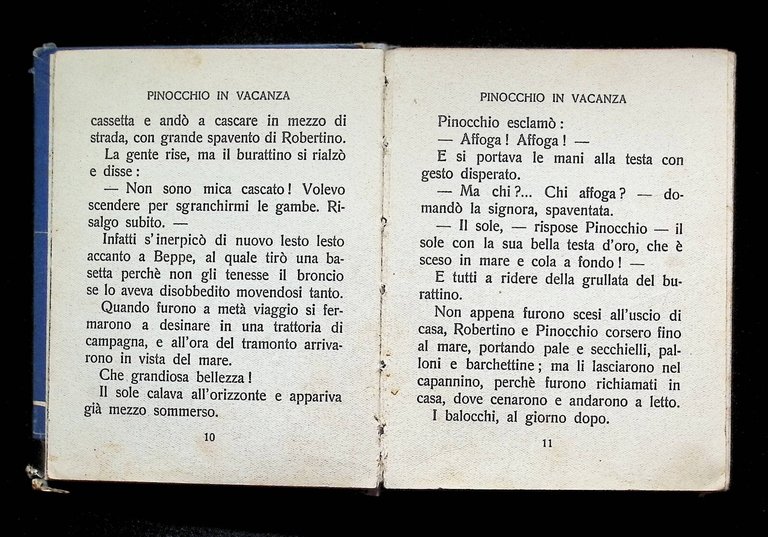 PINOCCHIO IN VACANZA
cassetta e andò a cascare in mezzo di
strada, con grande spavento di Robertino.
La gente rise, ma il burattino si rialzò
e disse :
— Non sono mica cascato ! Volevo
scendere per sgranchirmi le gambe. Ri-
salgo subito. —
Infatti s'inerpicò di nuovo lesto lesto
accanto a Beppe, al quale tirò una ba-
setta perchè non gli tenesse il broncio
se lo aveva disobbedito movendosi tanto.
Quando furono a metà viaggio si fer-
marono a desinare in una trattoria di
campagna, e all'ora del tramonto arriva-
rono in vista del mare.
Che grandiosa bellezza !
Il sole calava all'orizzonte e appariva
già mezzo sommerso.
10
PINOCCHIO IN VACANZA
Pinocchio esclamò :
— Affoga ! Affoga ! —
E si portava le mani alla testa con
gesto disperato.
— Ma chi ?... Chi affoga ? — do-
mandò la signora, spaventata.
— Il sole, — rispose Pinocchio — il
sole con la sua bella testa d'oro, che è
sceso in mare e cola a fondo ! —
E tutti a ridere della grullata del bu-
rattino.
Non appena furono scesi all'uscio di
casa, Robertino e Pinocchio corsero fino
al mare, portando pale e secchielli, pal-
loni e barchettine ; ma li lasciarono nel
capannino, perchè furono richiamati in
casa, dove cenarono e andarono a letto.
I balocchi, al giorno dopo.
11